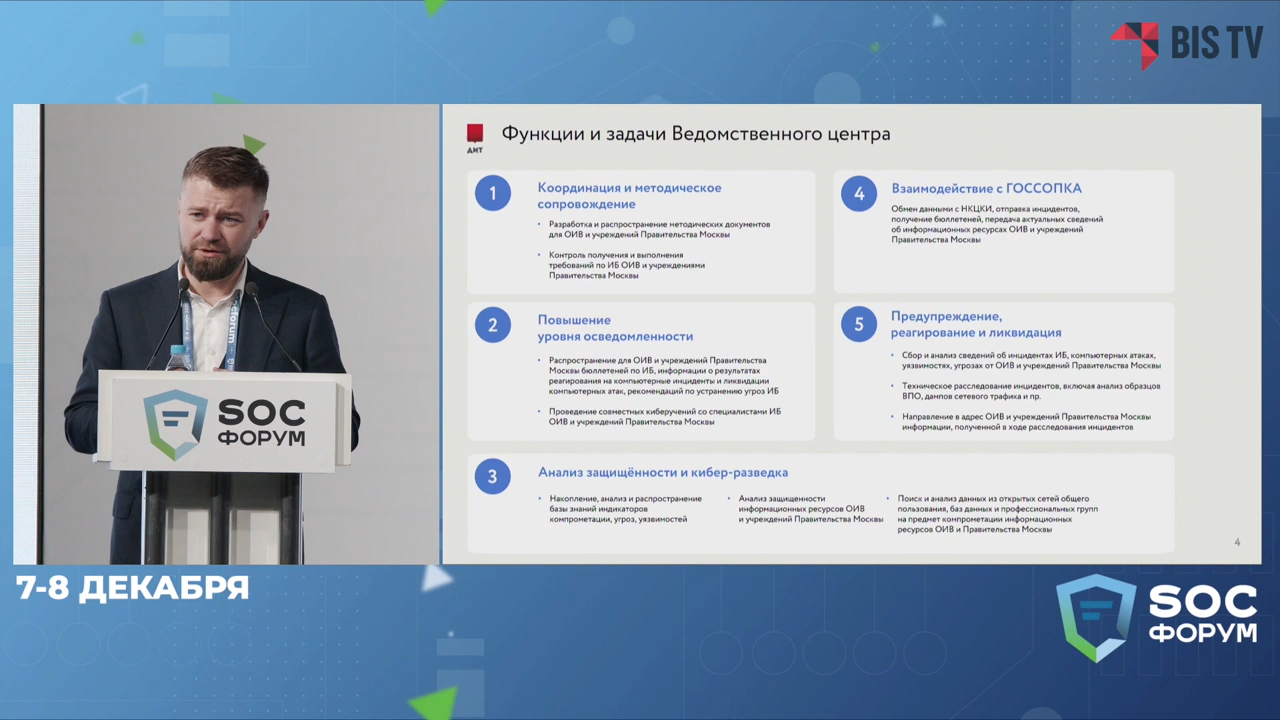 BIS TV
ДИТ
Функции и задачи Ведомственного центра
1
Координация и методическое
сопровождение
• Разработка и распространение методических документов
для ОИВ и учреждений Правительства Москвы
• Контроль получения и выполнения
требований по ИБ ОИВ и учреждениями
Правительства Москвы
2
Повышение
уровня осведомленности
• Распространение для ОИВ и учреждений Правительства
Москвы бюллетеней по ИБ, информации о результатах
реагирования на компьютерные инциденты и ликвидации
компьютерных атак, рекомендаций по устранению угроз ИБ
• Проведение совместных киберучений со специалистами ИБ
ОИВ и учреждений Правительства Москвы
3
Анализ защищённости и кибер-разведка
• Накопление, анализ и распространение
базы знаний индикаторов
компрометации, угроз, уязвимостей
• Анализ защищенности
информационных ресурсов ОИВ
и учреждений Правительства Москвы
• Поиск и анализ данных из открытых сетей общего
пользования, баз данных и профессиональных групп
на предмет компрометации информационных
ресурсов ОИВ и Правительства Москвы
4
Взаимодействие с ГОССОПКА
Обмен данными с НКЦКИ, отправка инцидентов,
получение бюллетеней, передача актуальных сведений
об информационных ресурсах ОИВ и учреждений
Правительства Москвы
5
Предупреждение,
реагирование и ликвидация
• Сбор и анализ сведений об инцидентах ИБ, компьютерных атаках,
уязвимостях, угрозах от ОИВ и учреждений Правительства Москвы
• Техническое расследование инцидентов, включая анализ образцов
ВПО, дампов сетевого трафика и пр.
• Направление в адрес ОИВ и учреждений Правительства Москвы
информации, полученной в ходе расследования инцидентов
4
SOC
ФОРУМ
7-8 ДЕКАБРЯ
SOC
ФОРУМ